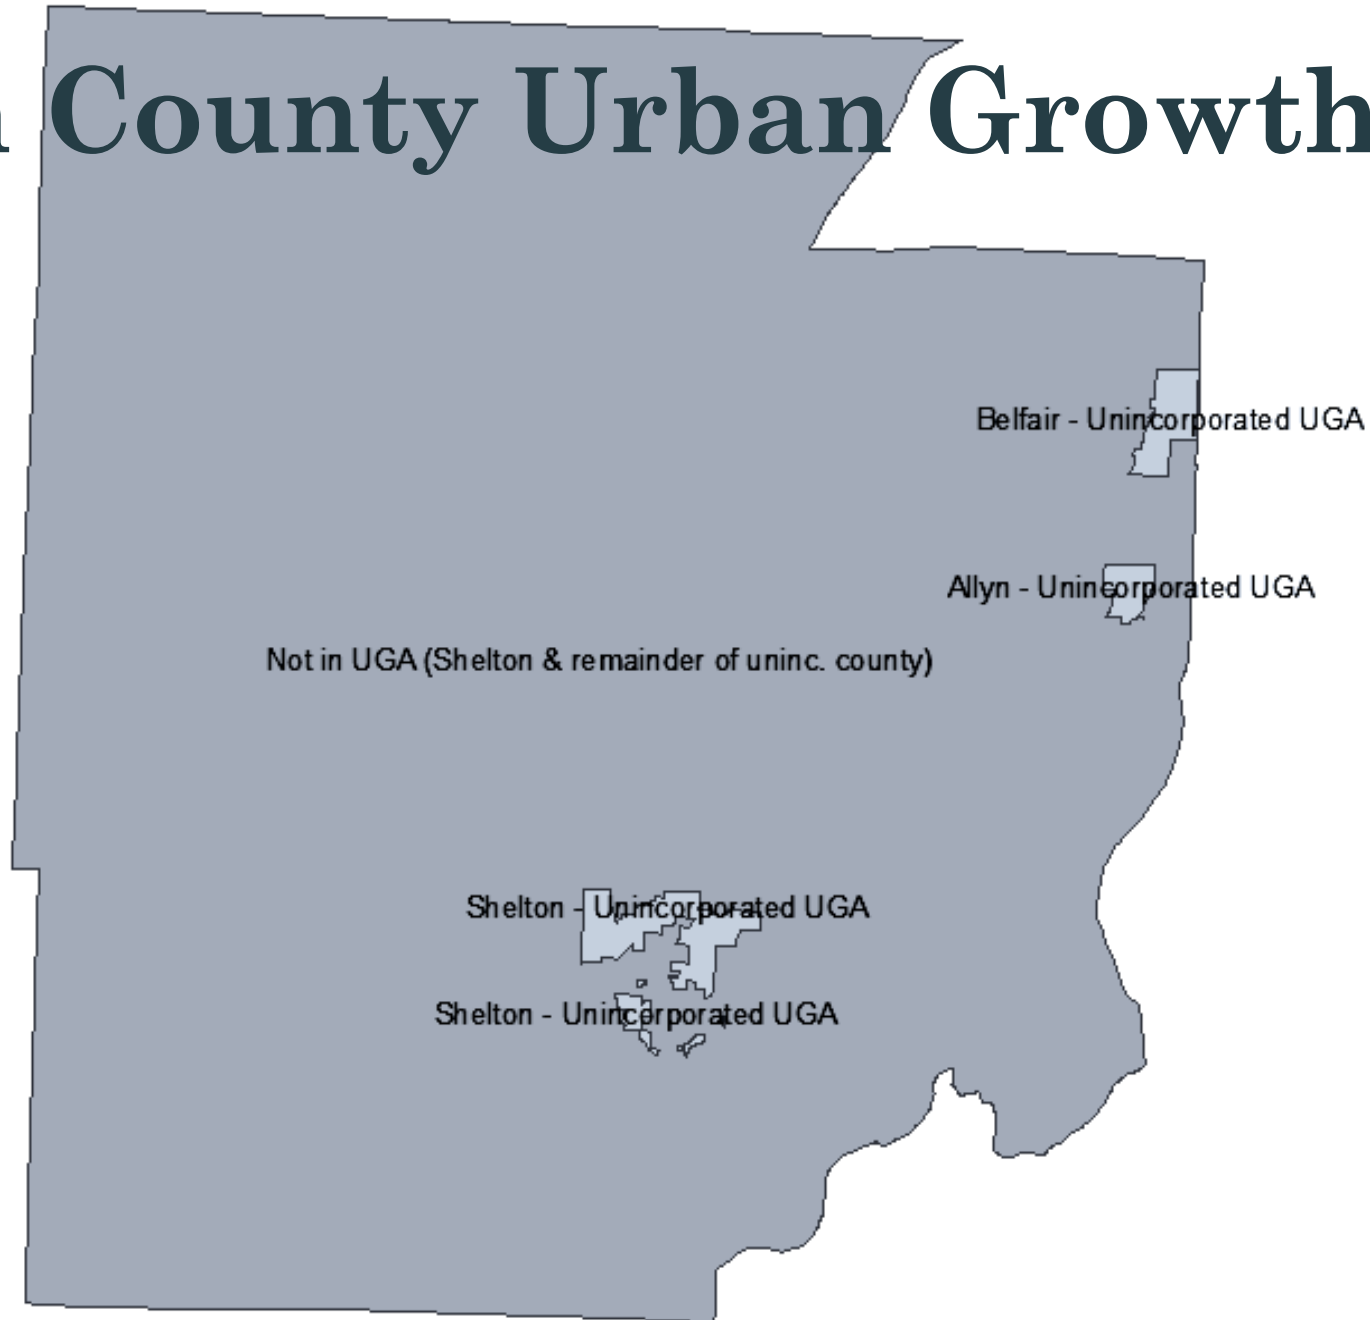 County Urban Growth
Belfair - Unincorporated UGA
Allyn - Unincorporated UGA
Not in UGA (Shelton & remainder of uninc. county)
Shelton - Unincorporated UGA
Shelton - Unincorporated UGA